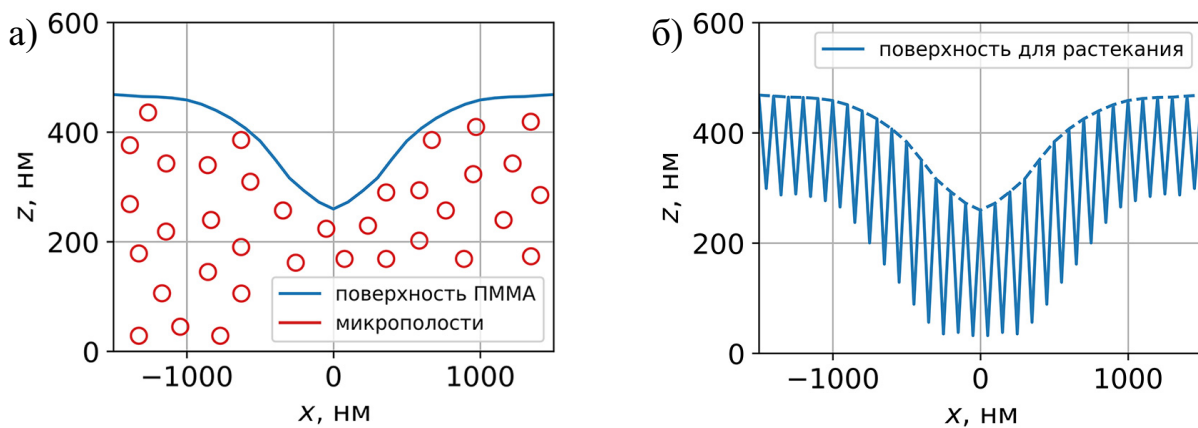 а)
600
400
200
0
z, нм
поверхность ПММА
микрополости
−1000
0
1000
x, нм
б)
600
400
200
0
z, нм
поверхность для растекания
−1000
0
1000
x, нм